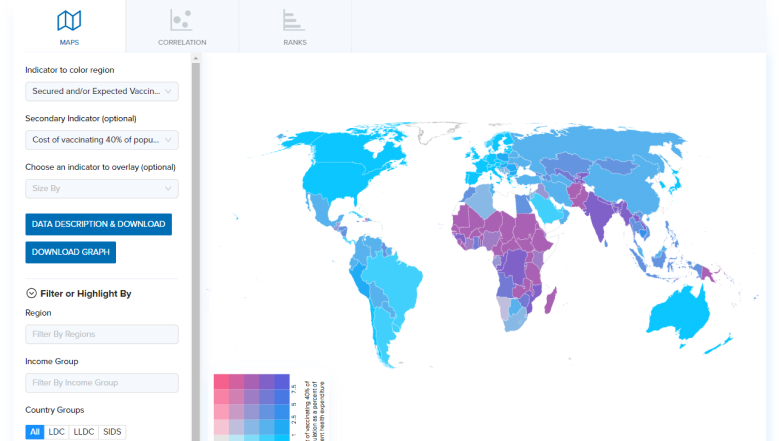 MAPS
CORRELATION
RANKS
Indicator to color region
Secured and/or Expected Vaccin...
Secondary Indicator (optional)
Cost of vaccinating 40% of popu...
Choose an indicator to overlay (optional)
Size By
DATA DESCRIPTION & DOWNLOAD
DOWNLOAD GRAPH
Filter or Highlight By
Region
Filter By Regions
Income Group
Filter By Income Group
Country Groups
All LDC LLDC SIDS
7.5
5
2.5
1
of vaccinating 40% of
ulation as a percent of
ent health expenditure